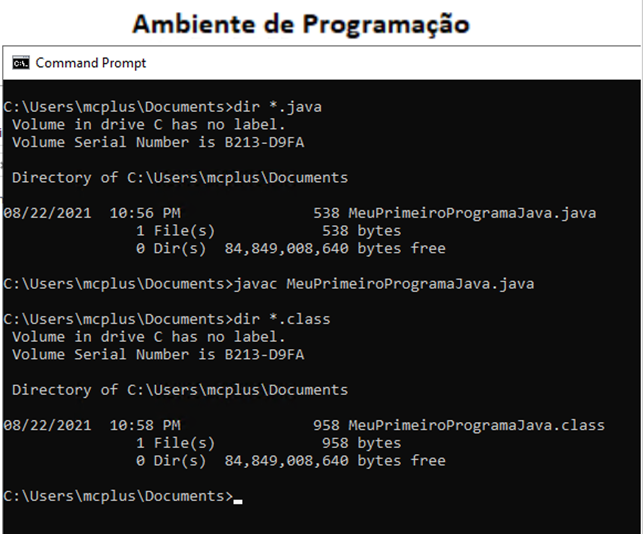 Ambiente de Programação
Command Prompt
C:\Users\mcplus\Documents>dir *.java
Volume in drive C has no label.
Volume Serial Number is B213-D9FA
Directory of C:\Users\mcplus\Documents
08/22/2021 10:56 PM 538 MeuPrimeiroProgramaJava.java
1 File(s) 538 bytes
0 Dir(s) 84,849,008,640 bytes free
C:\Users\mcplus\Documents>javac MeuPrimeiroProgramaJava.java
C:\Users\mcplus\Documents>dir *.class
Volume in drive C has no label.
Volume Serial Number is B213-D9FA
Directory of C:\Users\mcplus\Documents
08/22/2021 10:58 PM 958 MeuPrimeiroProgramaJava.class
1 File(s) 958 bytes
0 Dir(s) 84,849,008,640 bytes free
C:\Users\mcplus\Documents>